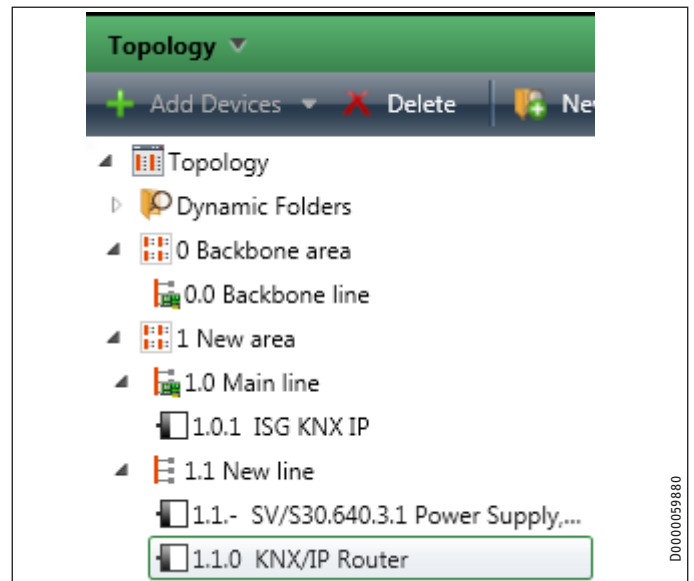 Topology
Add Devices Delete Ne
Topology
Dynamic Folders
0 Backbone area
0.0 Backbone line
1 New area
1.0 Main line
1.0.1 ISG KNX IP
1.1 New line
1.1.- SV/S30.640.3.1 Power Supply,...
1.1.0 KNX/IP Router
D0000059880